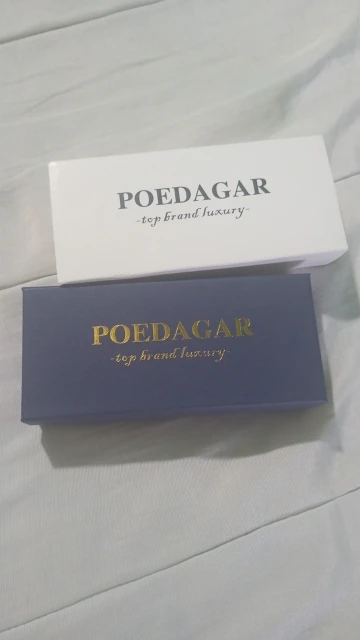 POEDAGAR
-top brand luxury-
POEDAGAR
-top brand luxury-